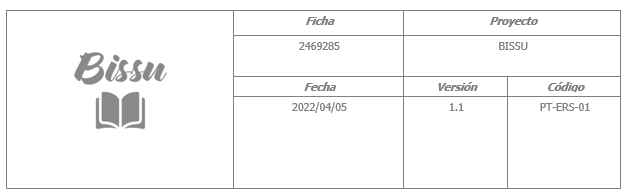 Bissu
Ficha Proyecto
2469285 BISSU
Fecha Versión Código
2022/04/05 1.1 PT-ERS-01